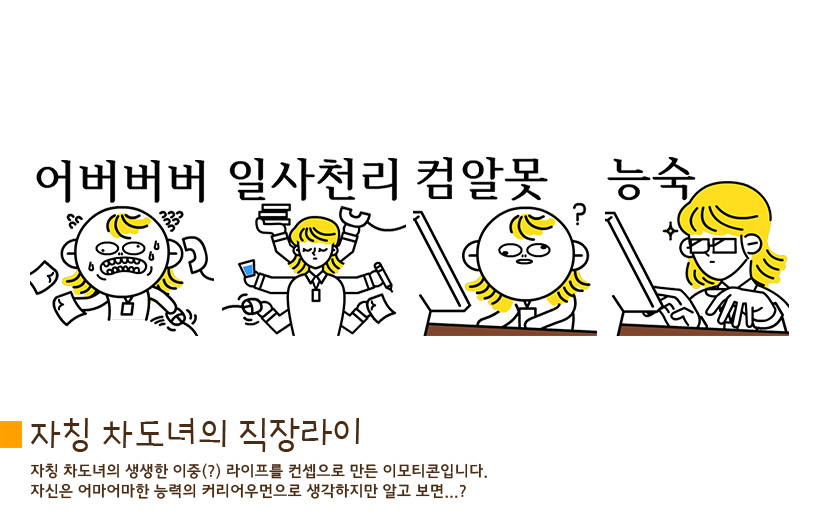 어버버버 일사천리 컴알못 능숙
?
자칭 차도녀의 직장라이
자칭 차도녀의 생생한 이중(?) 라이프를 컨셉으로 만든 이모티콘입니다.
자신은 어마어마한 능력의 커리어우먼으로 생각하지만 알고 보면...?